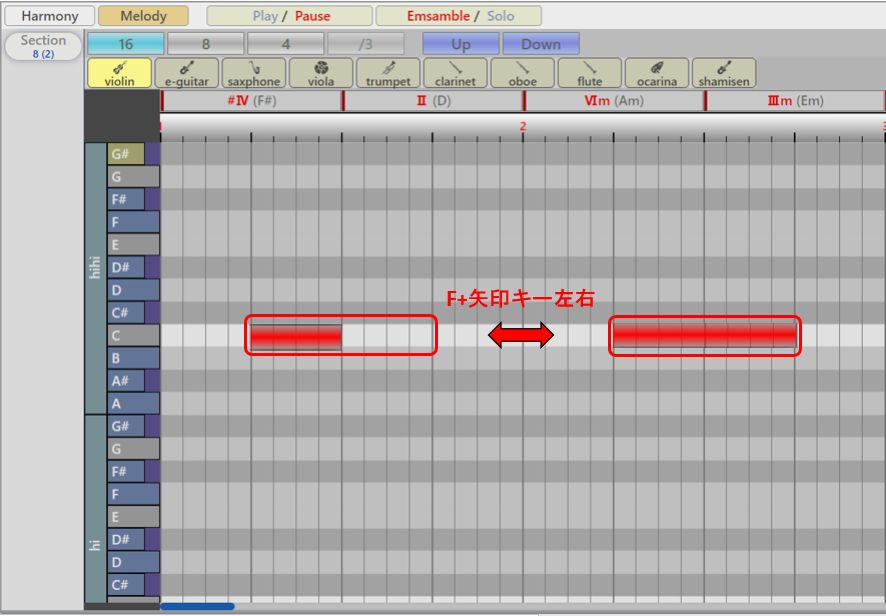 Harmony Melody Play / Pause Emsamble / Solo
Section 16 8 4 /3 Up Down
8 (2)
violin e-guitar saxphone viola trumpet clarinet oboe flute ocarina shamisen
#Ⅳ (F#) Ⅱ (D) Ⅵm (Am) Ⅲm (Em)
2 3
G#
G
F#
F
E
hihi
D#
D
C#
F+矢印キー左右
C
B
A#
A
G#
G
F#
F
E
hi
D#
D
C#